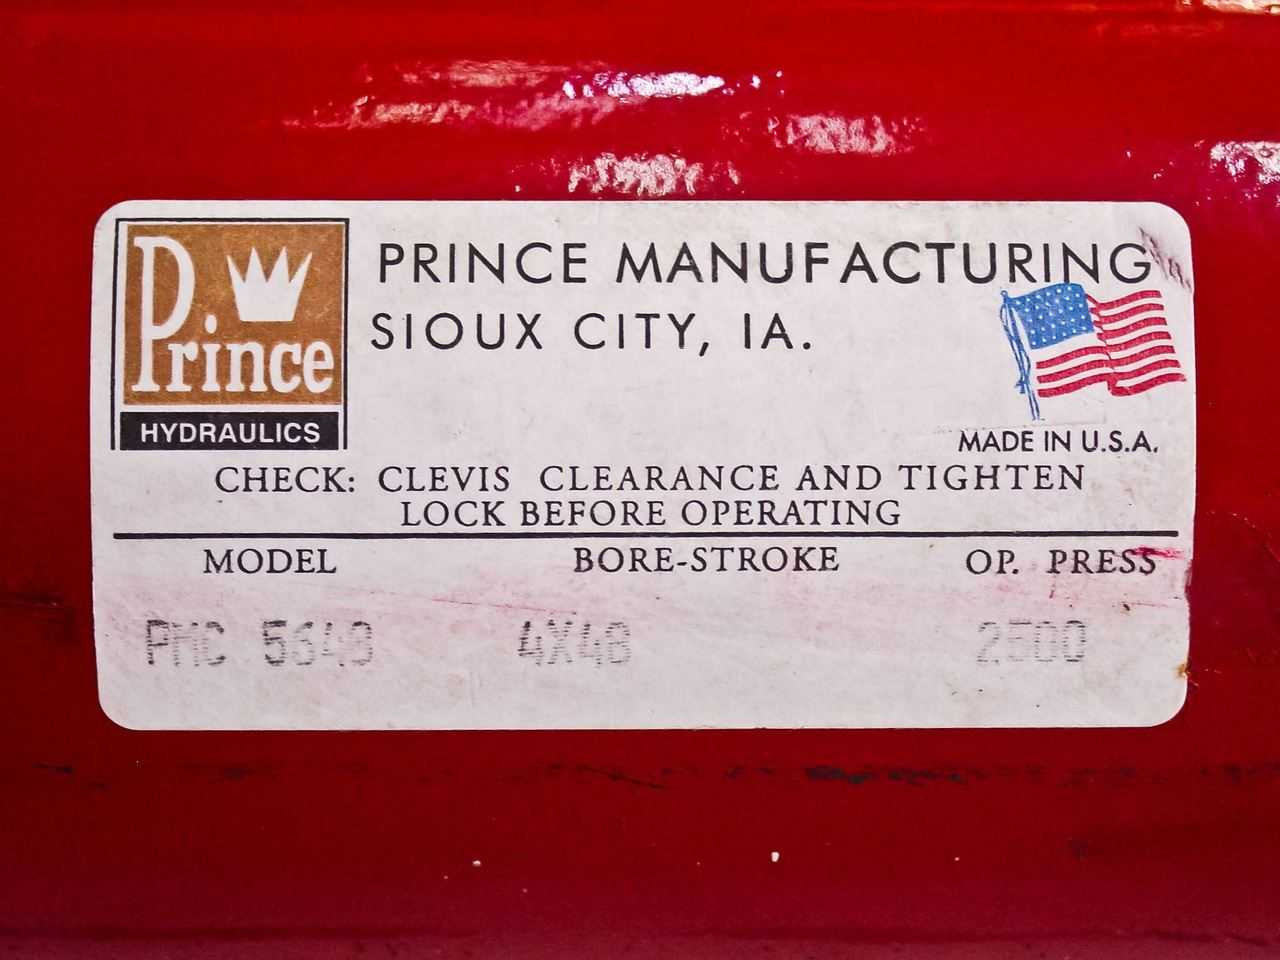 Prince
HYDRAULICS
PRINCE MANUFACTURING
SIOUX CITY, IA.
MADE IN U.S.A.
CHECK: CLEVIS CLEARANCE AND TIGHTEN
LOCK BEFORE OPERATING
MODEL BORE-STROKE OP. PRESS
PMC 4X48 2500